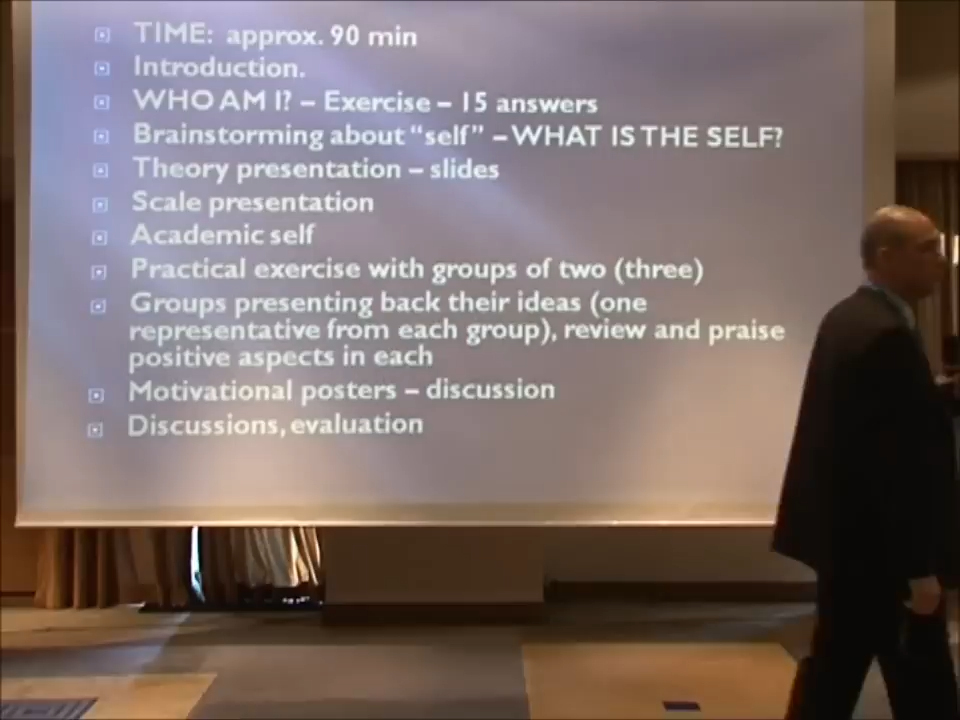 TIME: approx. 90 min
Introduction.
WHO AM I? – Exercise – 15 answers
Brainstorming about “self” – WHAT IS THE SELF?
Theory presentation – slides
Scale presentation
Academic self
Practical exercise with groups of two (three)
Groups presenting back their ideas (one
representative from each group), review and praise
positive aspects in each
Motivational posters – discussion
Discussions, evaluation